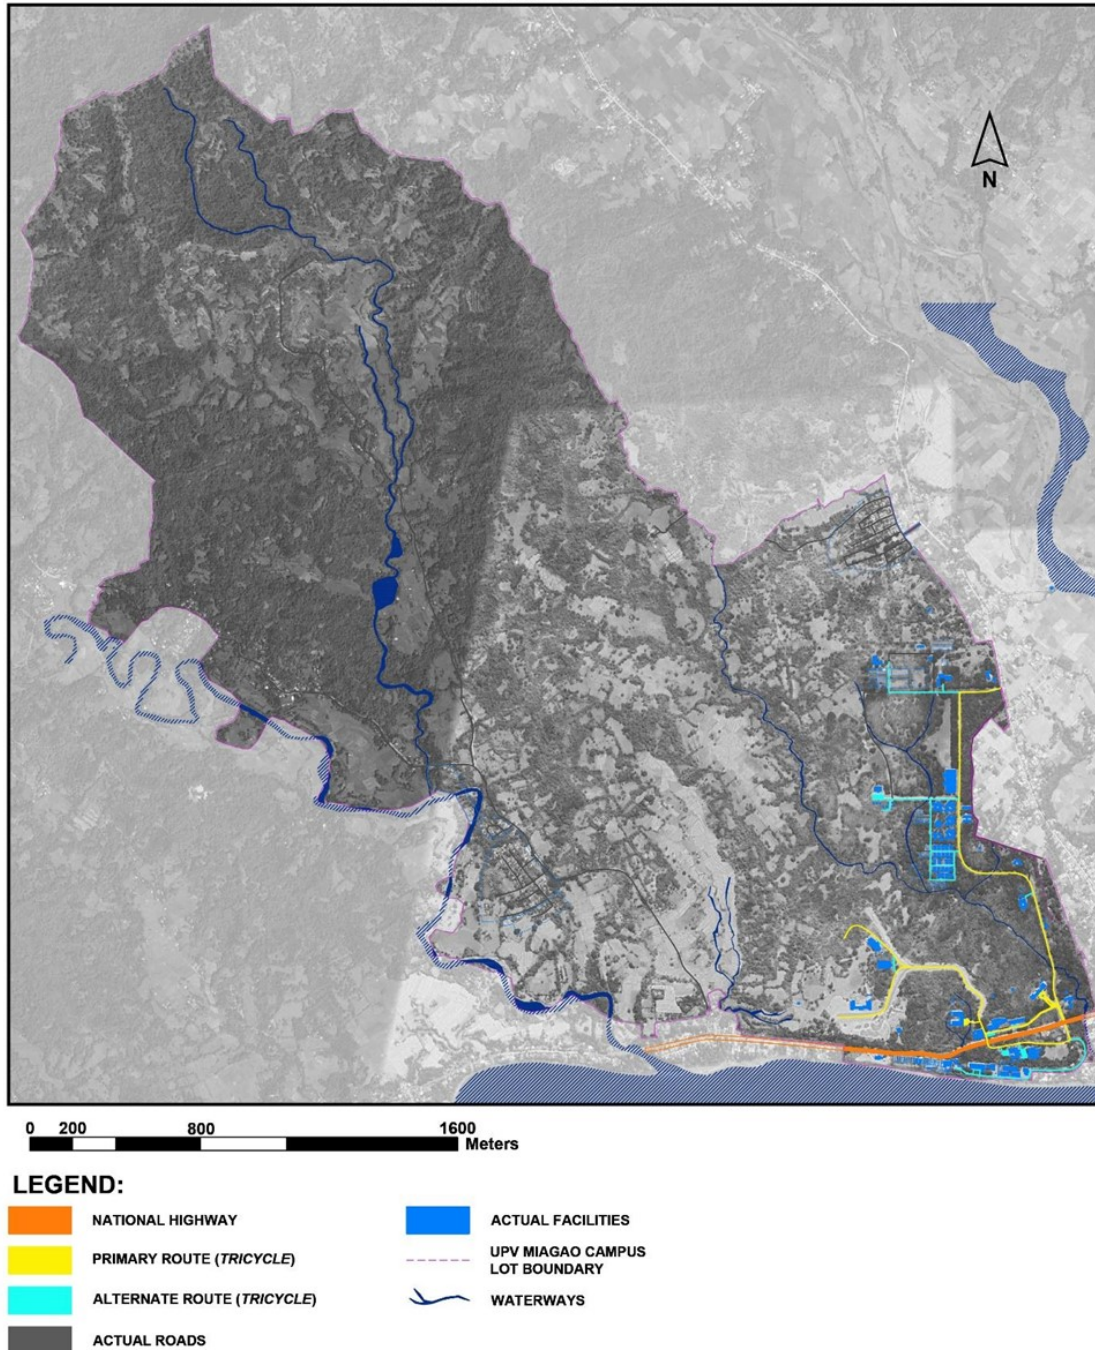 N
0 200 800 1600
Meters
LEGEND:
NATIONAL HIGHWAY
PRIMARY ROUTE (TRICYCLE)
ALTERNATE ROUTE (TRICYCLE)
ACTUAL ROADS
ACTUAL FACILITIES
UPV MIAGAO CAMPUS
LOT BOUNDARY
WATERWAYS